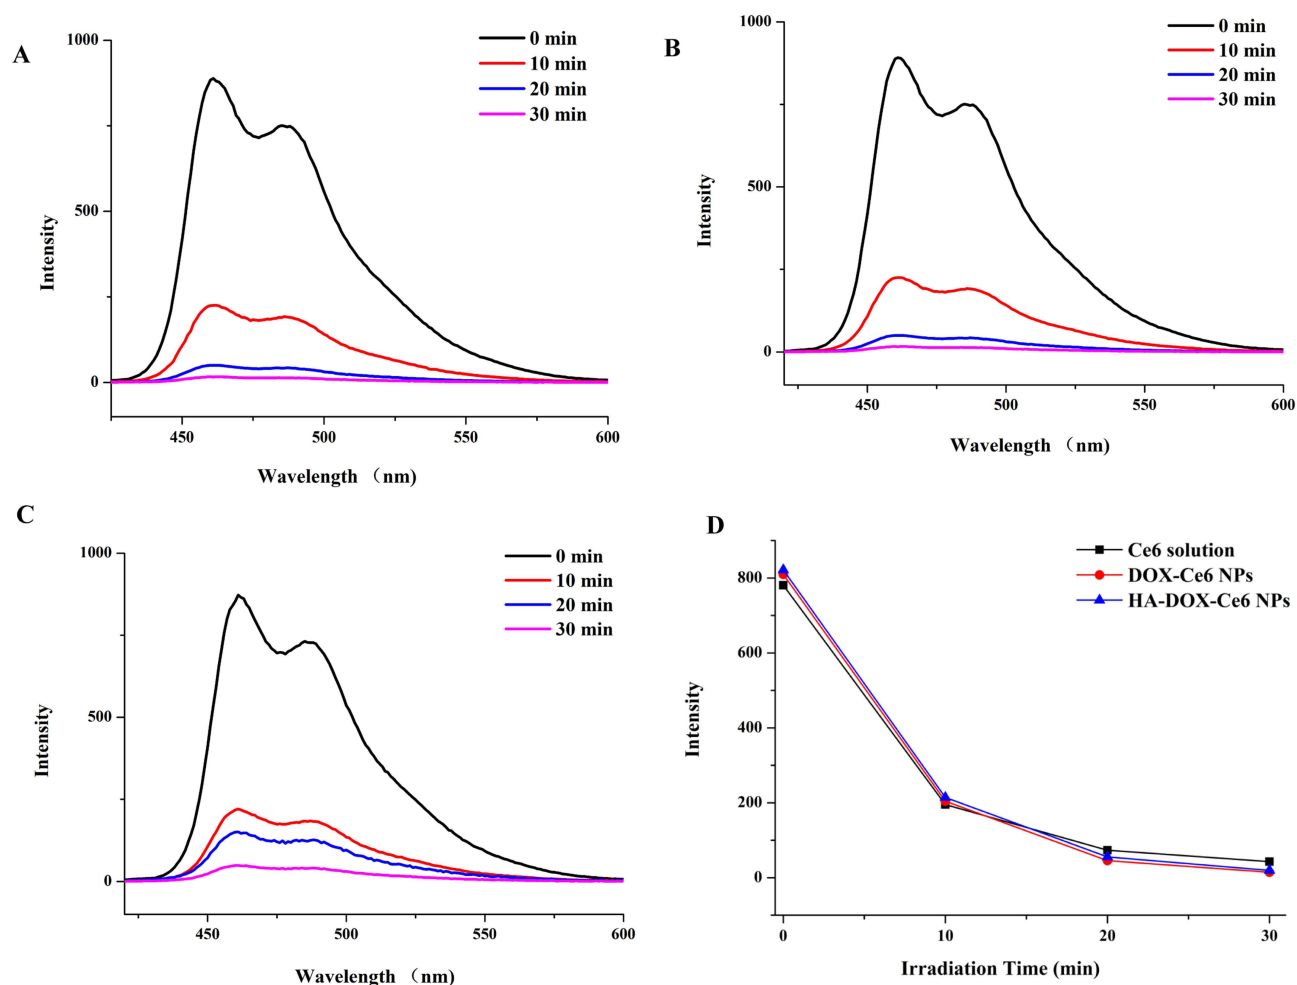 A
1000
500
0
450
500
550
600
Intensity
Wavelength （nm)
0 min
10 min
20 min
30 min
B
1000
500
0
450
500
550
600
Intensity
Wavelength （nm)
0 min
10 min
20 min
30 min
C
1000
500
0
450
500
550
600
Intensity
Wavelength （nm)
0 min
10 min
20 min
30 min
D
800
600
400
200
0
0
10
20
30
Intensity
Irradiation Time (min)
Ce6 solution
DOX-Ce6 NPs
HA-DOX-Ce6 NPs